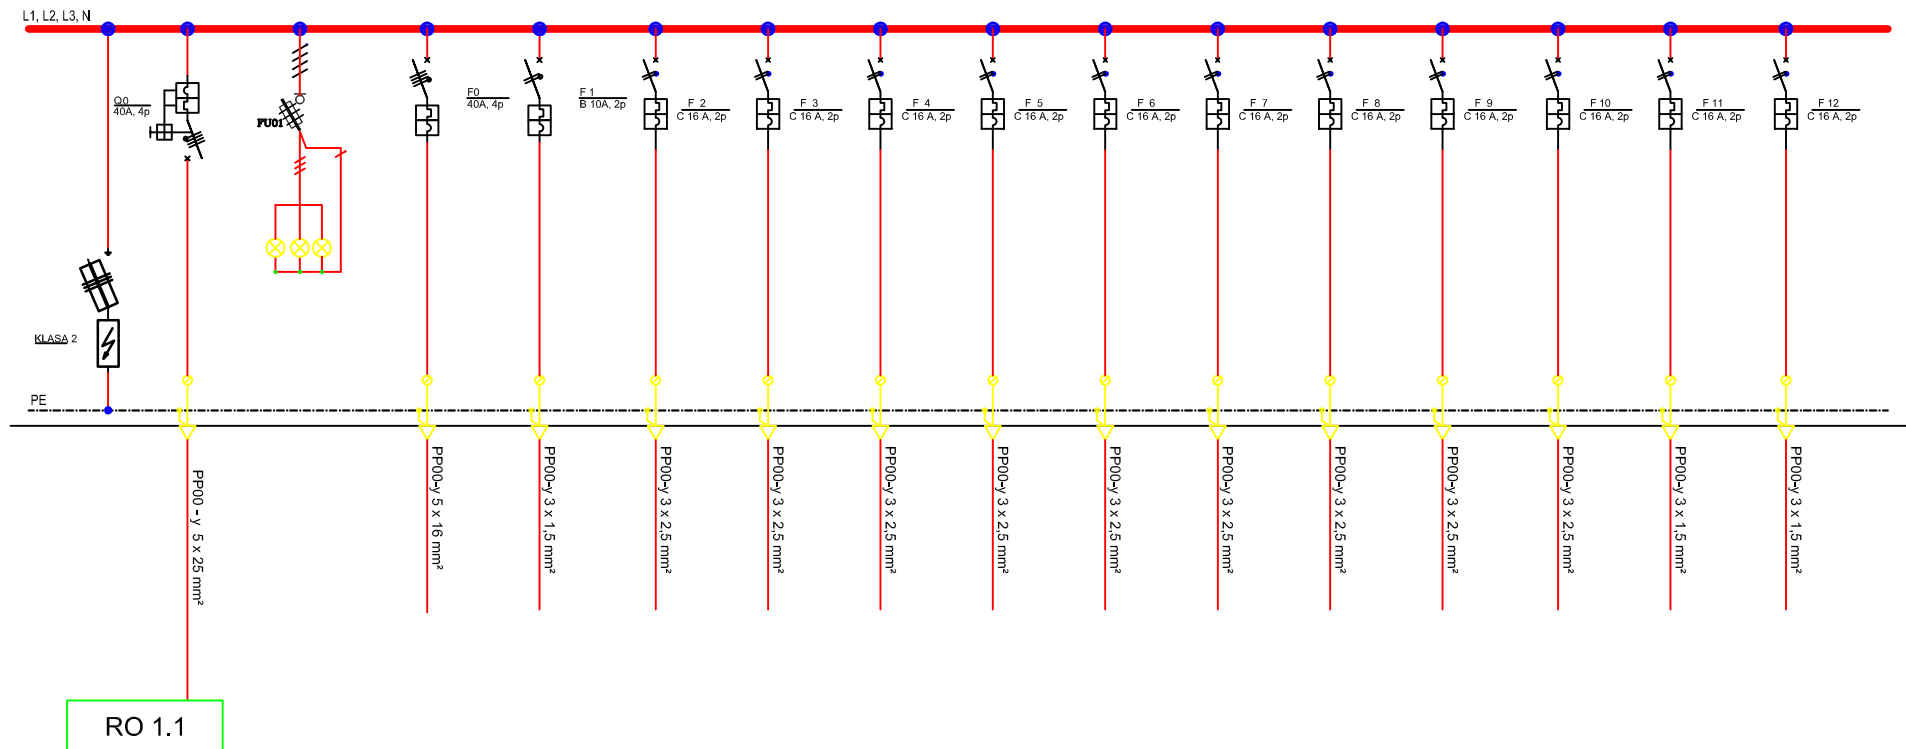 L1, L2, L3, N
Q0
40A, 4p
FU01
F0
40A, 4p
F 1
B 10A, 2p
F 2
C 16 A, 2p
F 3
C 16 A, 2p
F 4
C 16 A, 2p
F 5
C 16 A, 2p
F 6
C 16 A, 2p
F 7
C 16 A, 2p
F 8
C 16 A, 2p
F 9
C 16 A, 2p
F 10
C 16 A, 2p
F 11
C 16 A, 2p
F 12
C 16 A, 2p
KLASA 2
PE
PP00 - y 5 x 25 mm²
PP00-y 5 x 16 mm²
PP00-y 3 x 1,5 mm²
PP00-y 3 x 2,5 mm²
PP00-y 3 x 2,5 mm²
PP00-y 3 x 2,5 mm²
PP00-y 3 x 2,5 mm²
PP00-y 3 x 2,5 mm²
PP00-y 3 x 2,5 mm²
PP00-y 3 x 2,5 mm²
PP00-y 3 x 2,5 mm²
PP00-y 3 x 2,5 mm²
PP00-y 3 x 1,5 mm²
PP00-y 3 x 1,5 mm²
RO 1.1